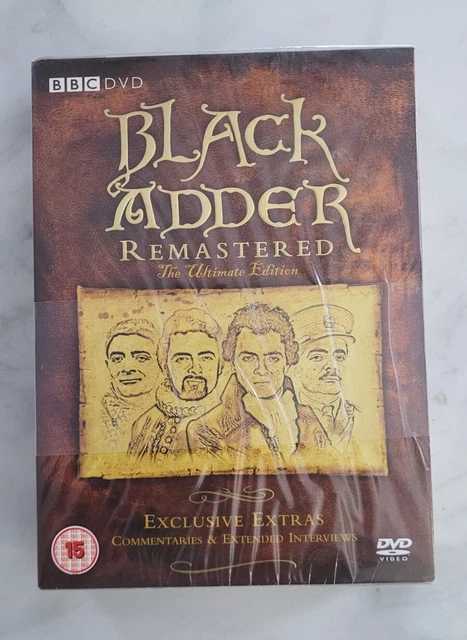 BBC DVD
BLACK
ADDER
REMASTERED
The Ultimate Edition
EXCLUSIVE EXTRAS
COMMENTARIES & EXTENDED INTERVIEWS
15
DVD
VIDEO